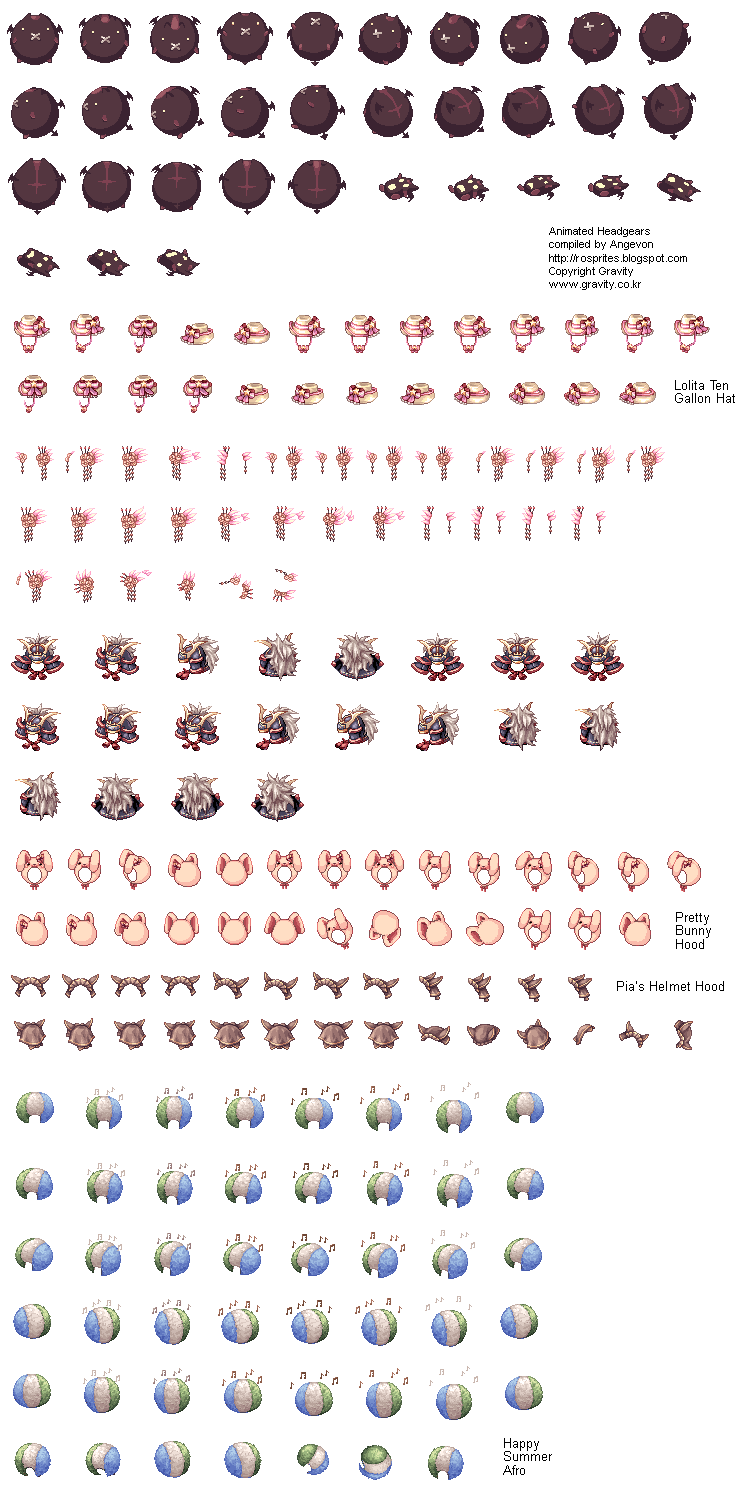 Animated Headgears
compiled by Angevon
http://rosprites.blogspot.com
Copyright Gravity
www.gravity.co.kr
Lolita Ten
Gallon Hat
Pretty
Bunny
Hood
Pia's Helmet Hood
Happy
Summer
Afro